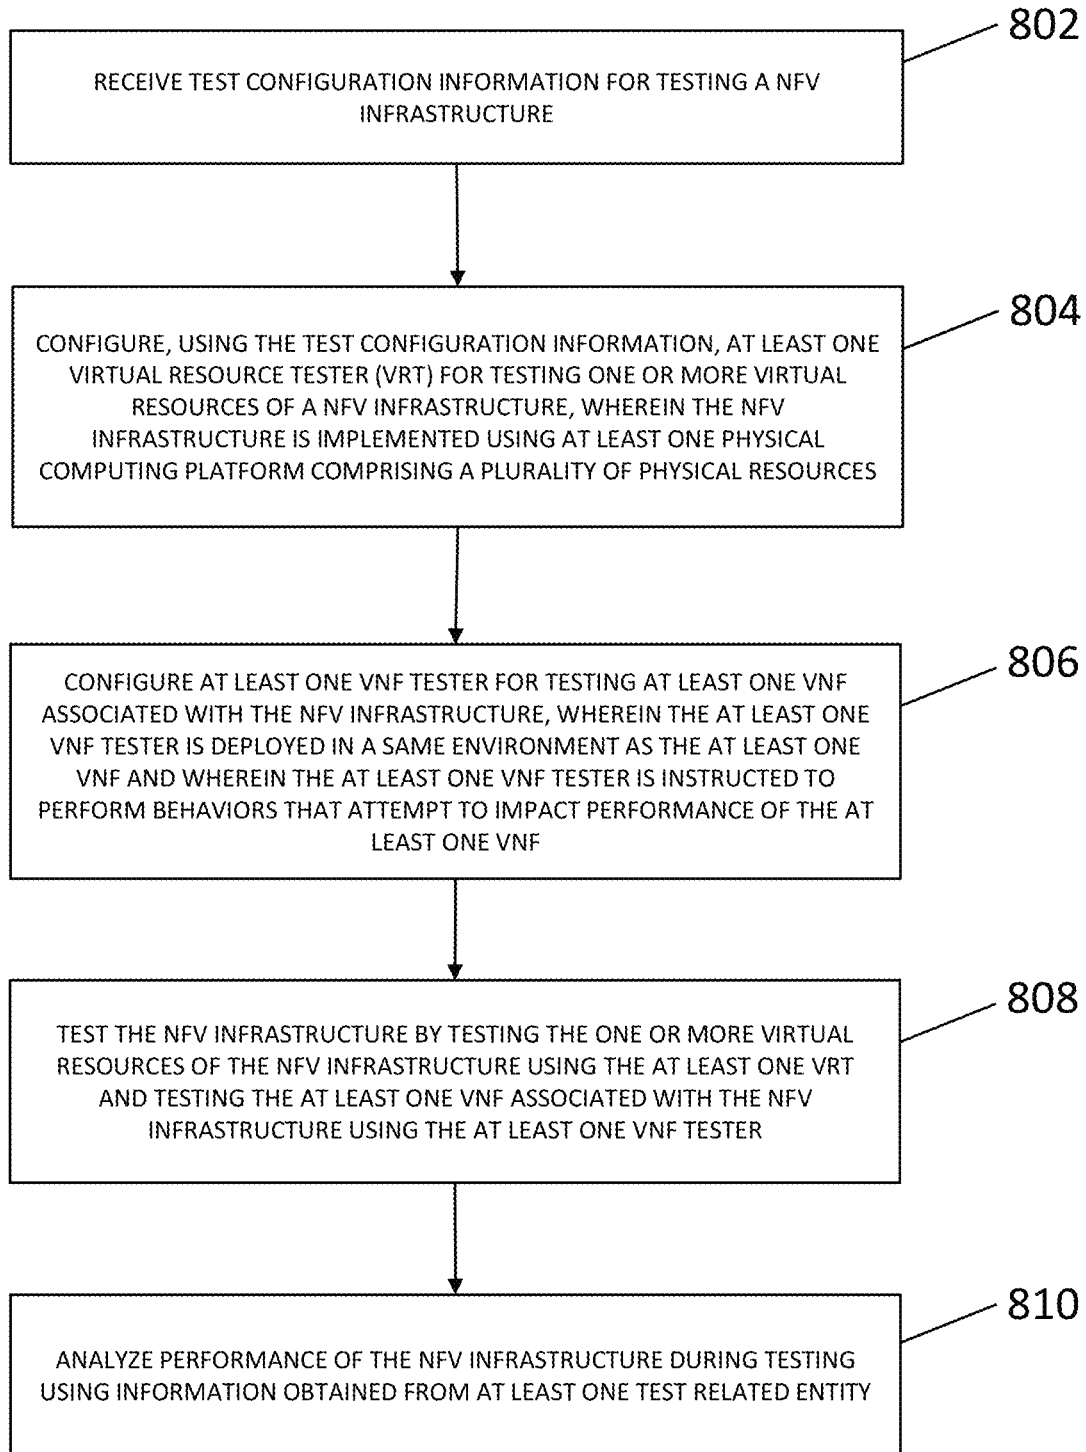 802
RECEIVE TEST CONFIGURATION INFORMATION FOR TESTING A NFV
INFRASTRUCTURE
804
CONFIGURE, USING THE TEST CONFIGURATION INFORMATION, AT LEAST ONE
VIRTUAL RESOURCE TESTER (VRT) FOR TESTING ONE OR MORE VIRTUAL
RESOURCES OF A NFV INFRASTRUCTURE, WHEREIN THE NFV
INFRASTRUCTURE IS IMPLEMENTED USING AT LEAST ONE PHYSICAL
COMPUTING PLATFORM COMPRISING A PLURALITY OF PHYSICAL RESOURCES
806
CONFIGURE AT LEAST ONE VNF TESTER FOR TESTING AT LEAST ONE VNF
ASSOCIATED WITH THE NFV INFRASTRUCTURE, WHEREIN THE AT LEAST ONE
VNF TESTER IS DEPLOYED IN A SAME ENVIRONMENT AS THE AT LEAST ONE
VNF AND WHEREIN THE AT LEAST ONE VNF TESTER IS INSTRUCTED TO
PERFORM BEHAVIORS THAT ATTEMPT TO IMPACT PERFORMANCE OF THE AT
LEAST ONE VNF
808
TEST THE NFV INFRASTRUCTURE BY TESTING THE ONE OR MORE VIRTUAL
RESOURCES OF THE NFV INFRASTRUCTURE USING THE AT LEAST ONE VRT
AND TESTING THE AT LEAST ONE VNF ASSOCIATED WITH THE NFV
INFRASTRUCTURE USING THE AT LEAST ONE VNF TESTER
810
ANALYZE PERFORMANCE OF THE NFV INFRASTRUCTURE DURING TESTING
USING INFORMATION OBTAINED FROM AT LEAST ONE TEST RELATED ENTITY